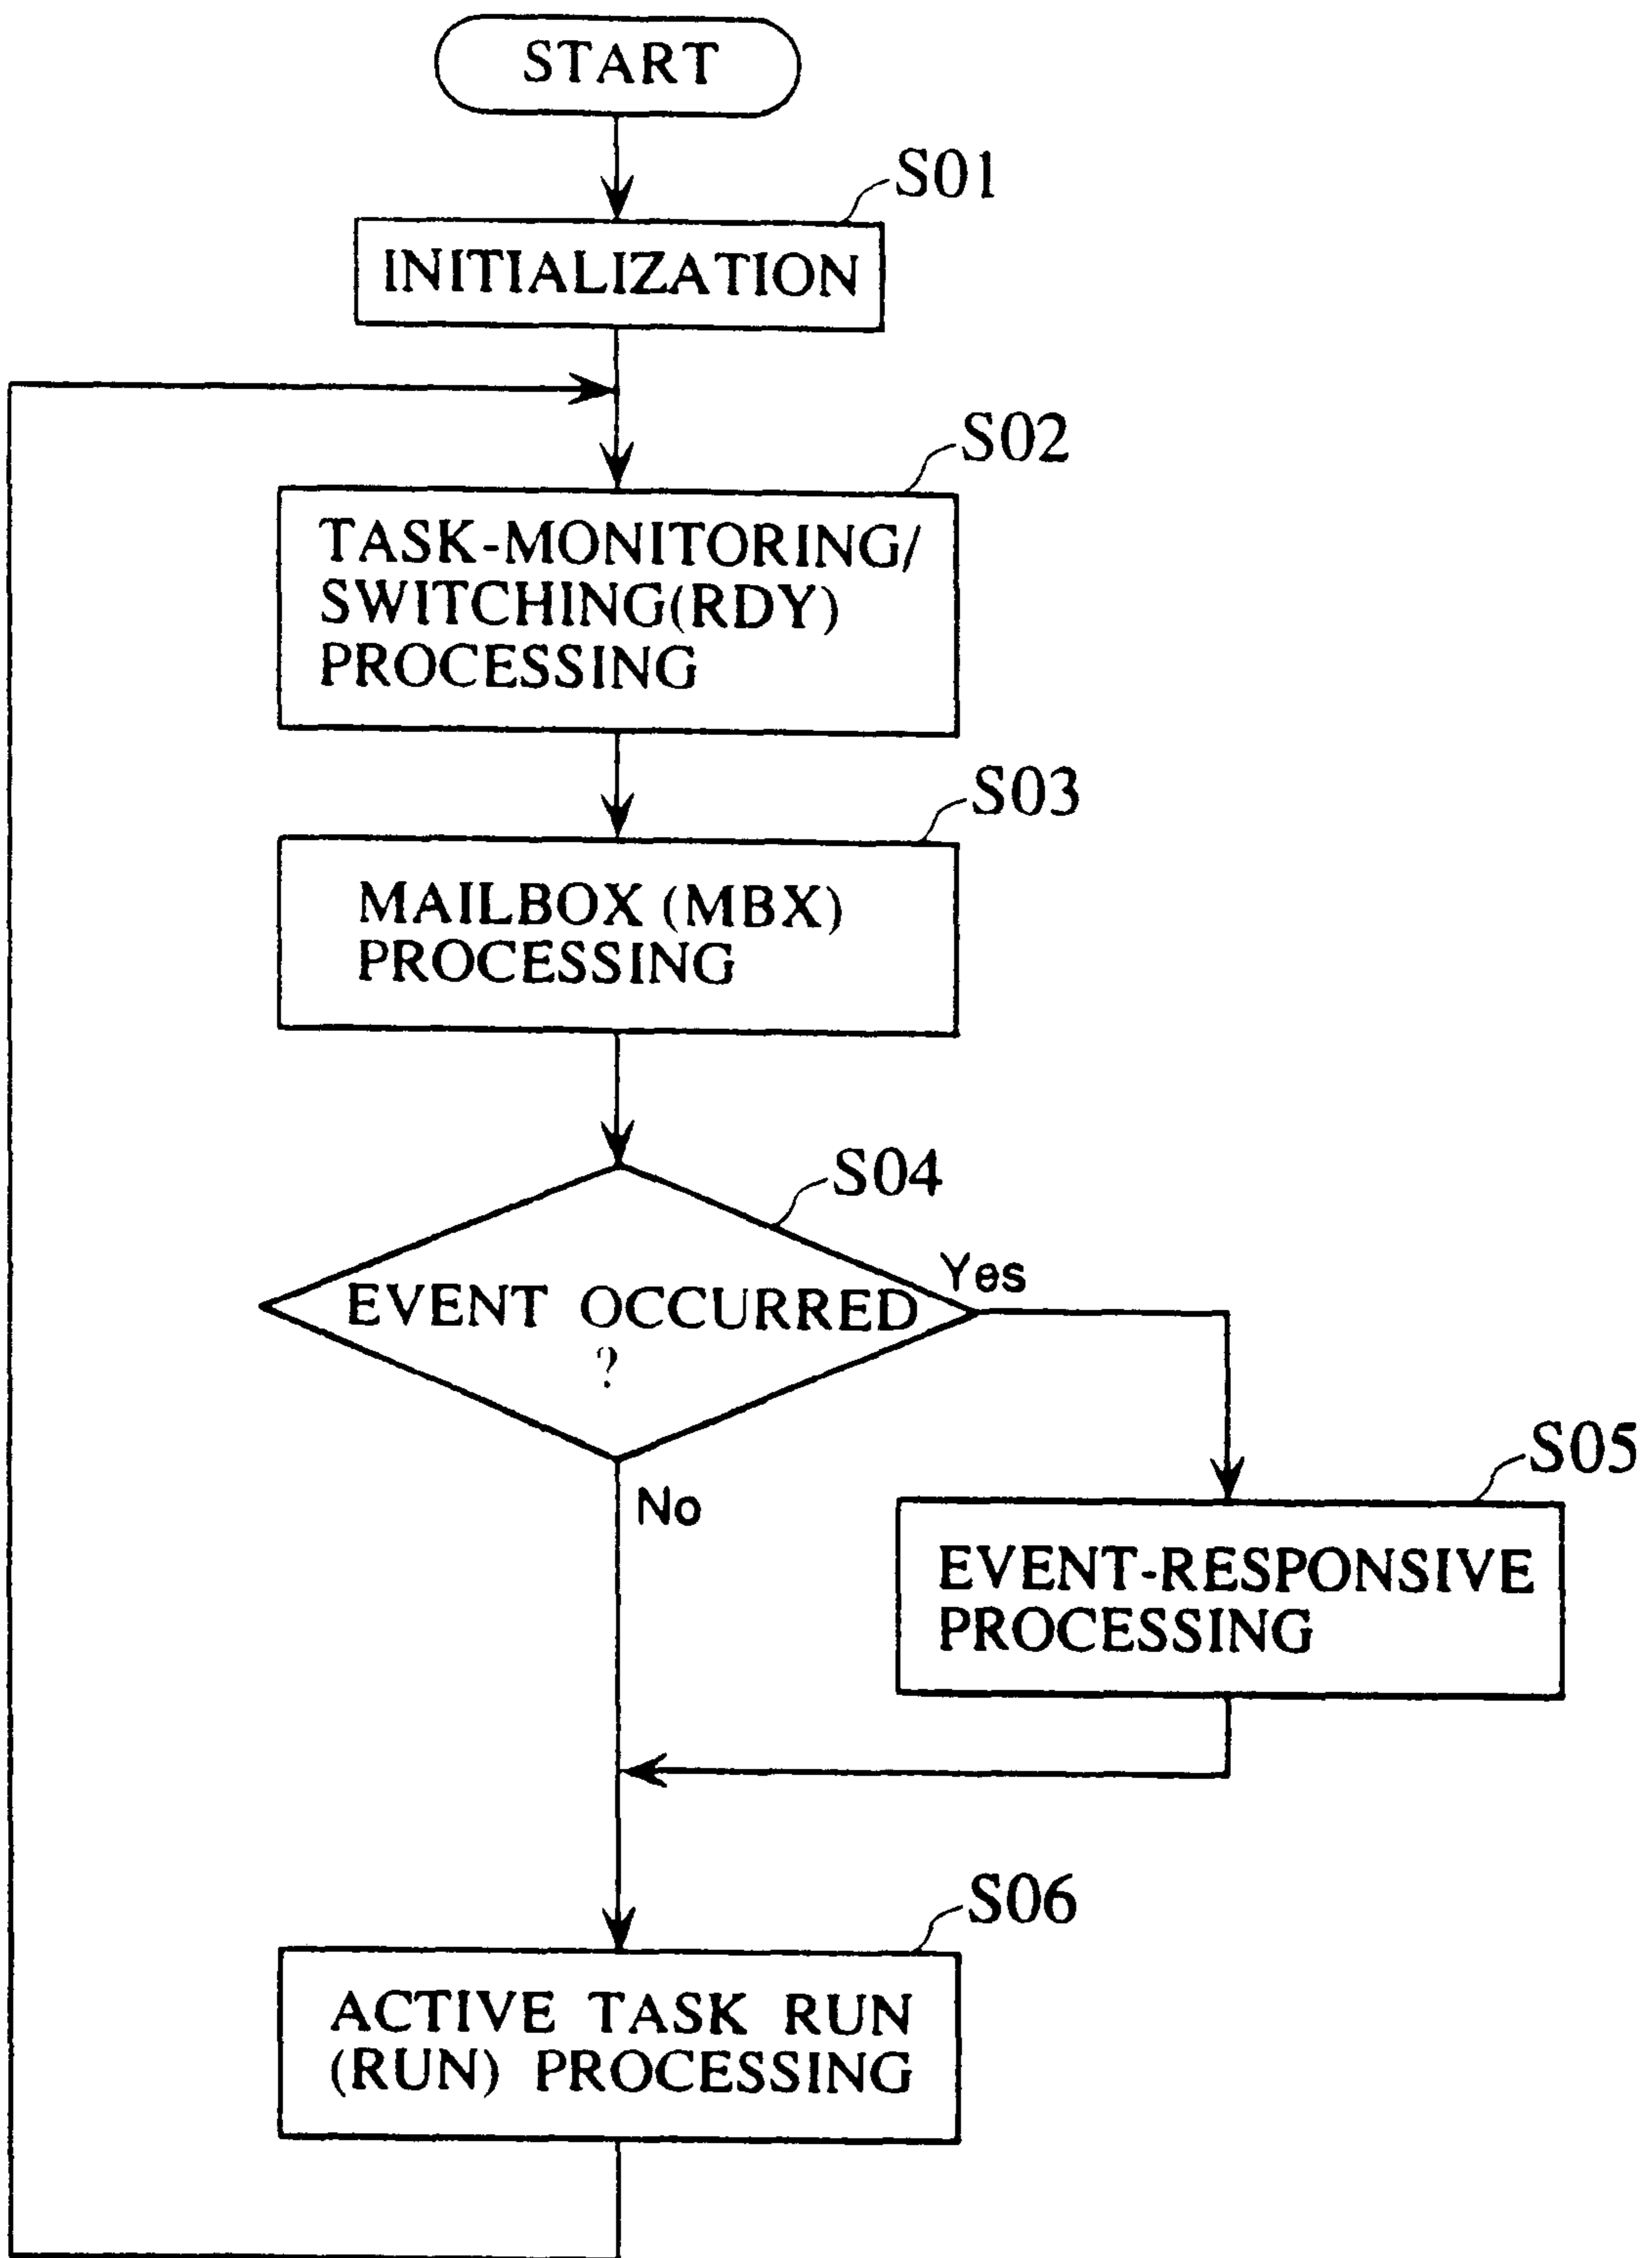 START
S01
INITIALIZATION
S02
TASK-MONITORING/
SWITCHING(RDY)
PROCESSING
S03
MAILBOX (MBX)
PROCESSING
S04
EVENT OCCURRED
?
Yes
No
S05
EVENT-RESPONSIVE
PROCESSING
S06
ACTIVE TASK RUN
(RUN) PROCESSING